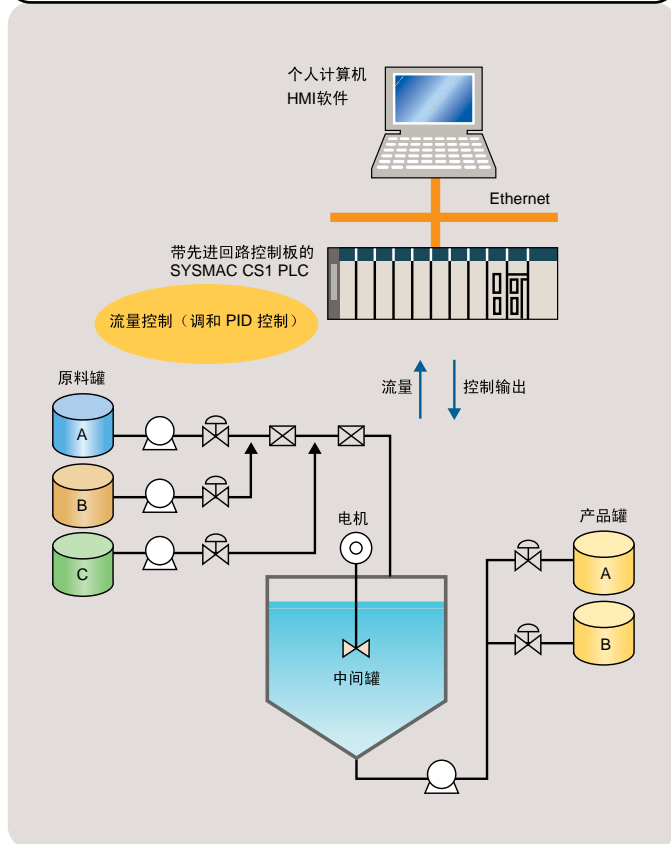 个人计算机
HMI软件
Ethernet
带先进回路控制板的
SYSMAC CS1 PLC
流量控制（调和 PID 控制）
流量
控制输出
原料罐
A
B
C
电机
中间罐
产品罐
A
B